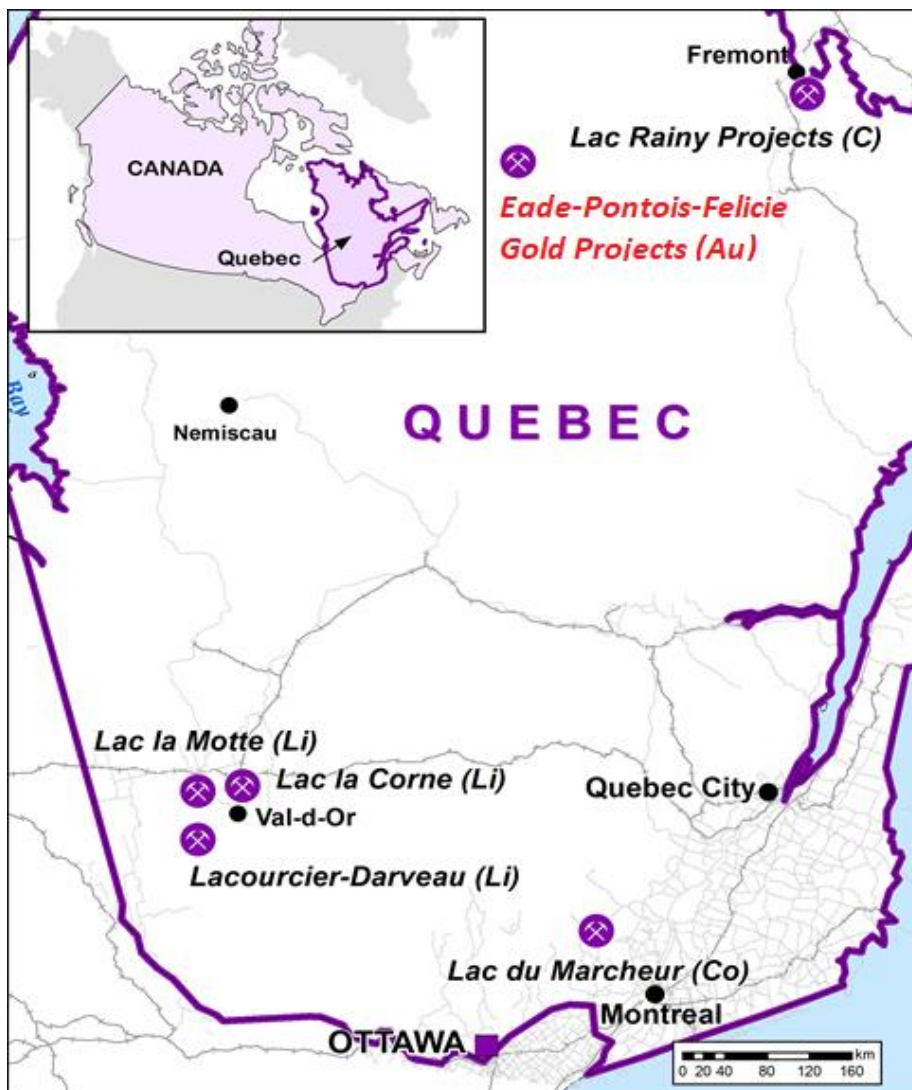 CANADA
Quebec
Fremont
Lac Rainy Projects (C)
Eade-Pontois-Felicie
Gold Projects (Au)
Bay
Nemiscau
QUEBEC
Lac la Motte (Li)
Lac la Corne (Li)
Val-d-Or
Quebec City
Lacourcier-Darveau (Li)
Lac du Marcheur (Co)
Montreal
OTTAWA
km
0 20 40 80 120 160